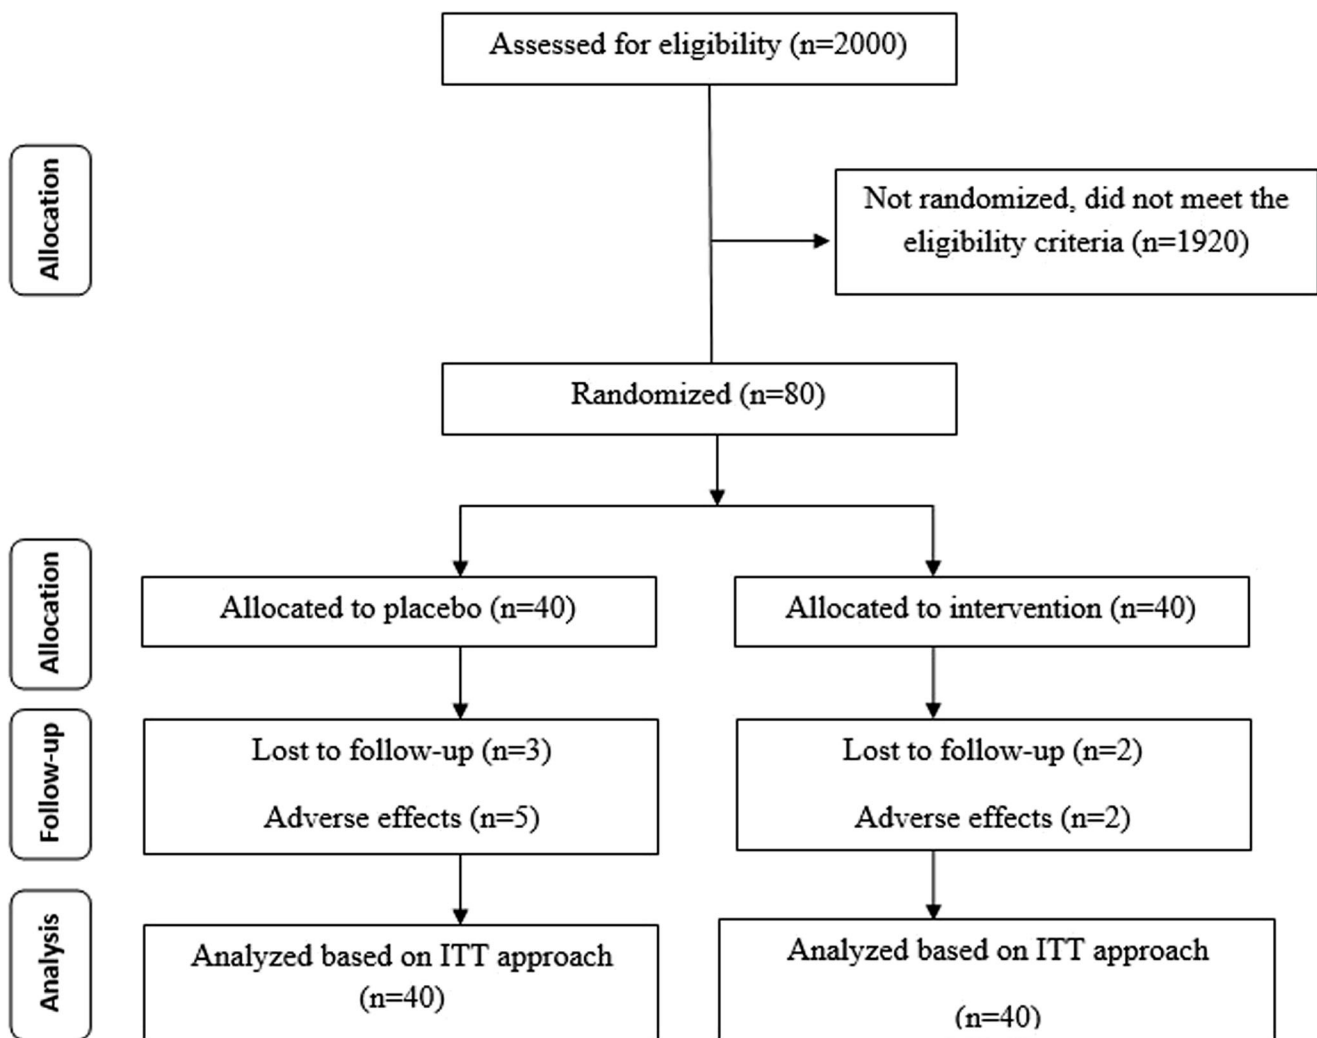 Assessed for eligibility (n=2000)
Allocation
Not randomized, did not meet the
eligibility criteria (n=1920)
Randomized (n=80)
Allocation
Allocated to placebo (n=40)
Allocated to intervention (n=40)
Follow-up
Lost to follow-up (n=3)
Adverse effects (n=5)
Lost to follow-up (n=2)
Adverse effects (n=2)
Analysis
Analyzed based on ITT approach
(n=40)
Analyzed based on ITT approach
(n=40)